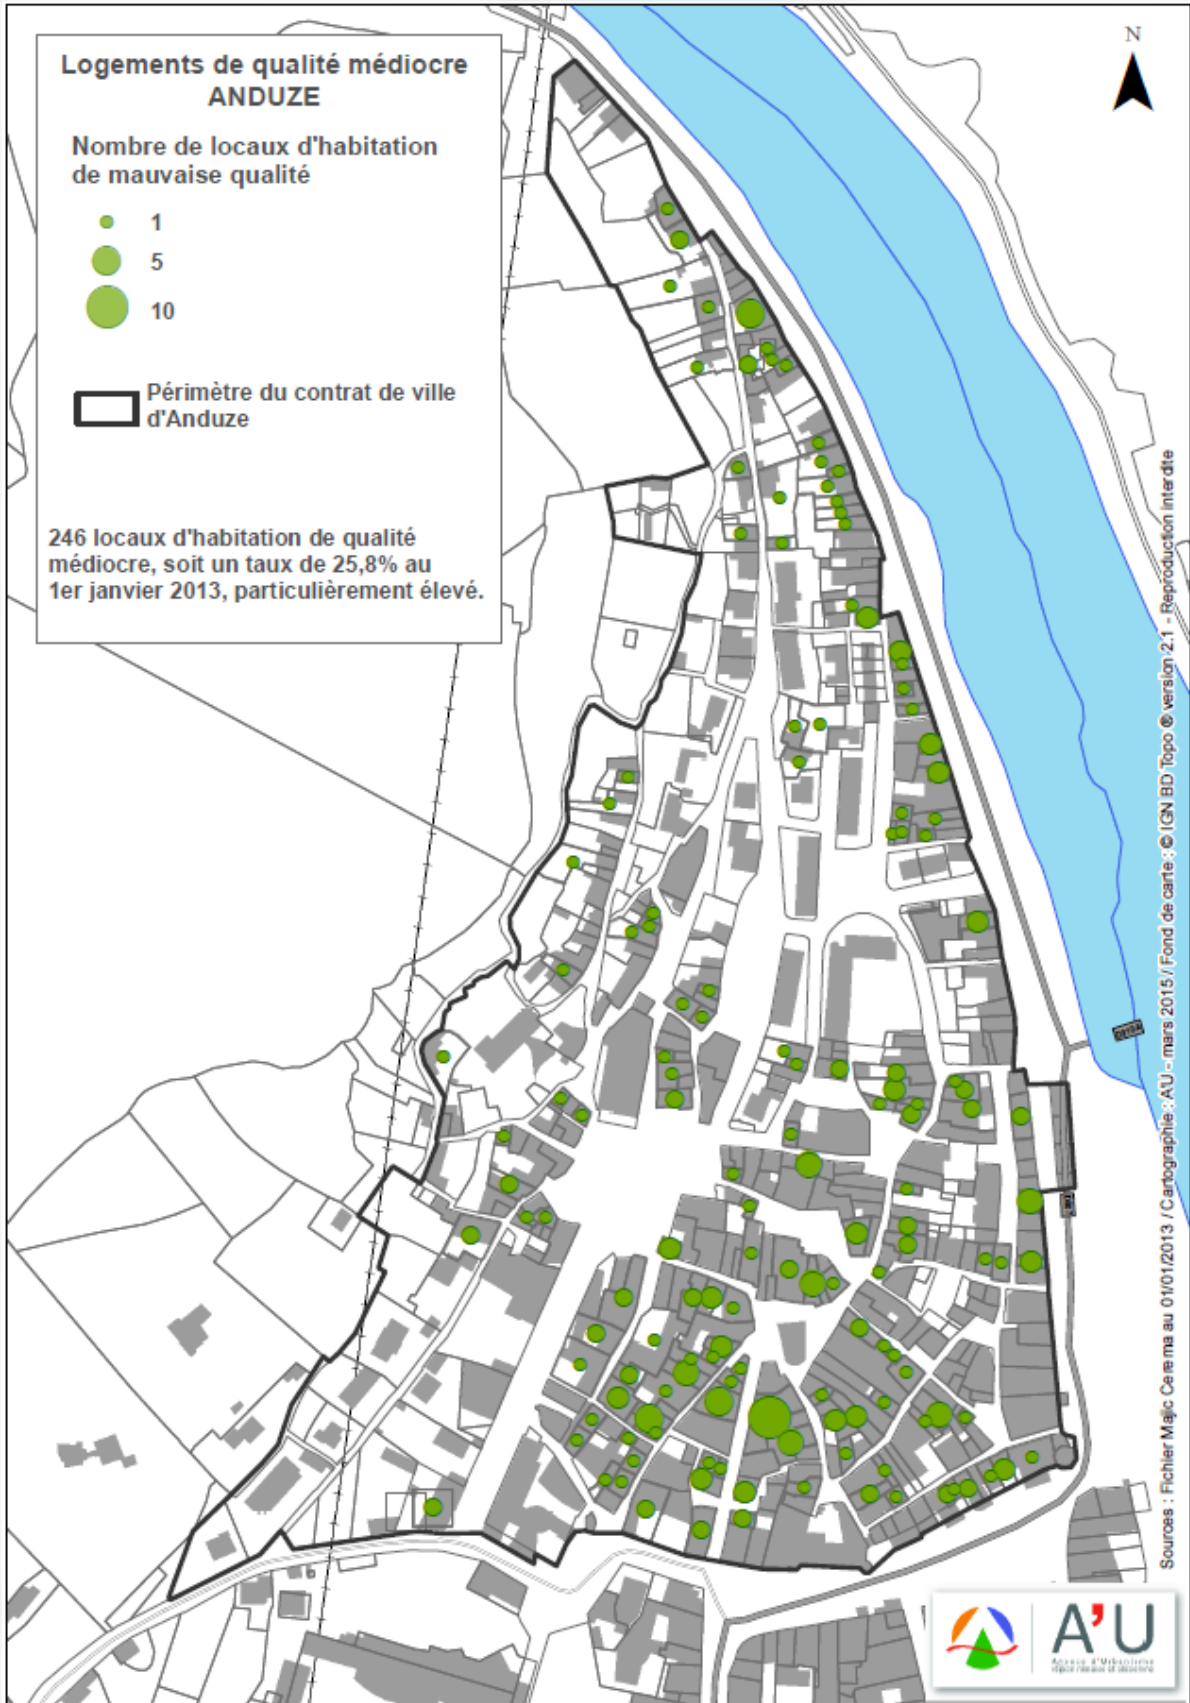 Logements de qualité médiocre
ANDUZE
Nombre de locaux d'habitation
de mauvaise qualité
1
5
10
Périmètre du contrat de ville
d'Anduze
246 locaux d'habitation de qualité
médiocre, soit un taux de 25,8% au
1er janvier 2013, particulièrement élevé.
N
Sources : Fichier Majic Cerema au 01/01/2013 / Cartographie : A'U - mars 2015 / Fond de carte : © IGN BD Topo ® version 2.1 - Reproduction interdite
A'U
Agence d'Urbanisme